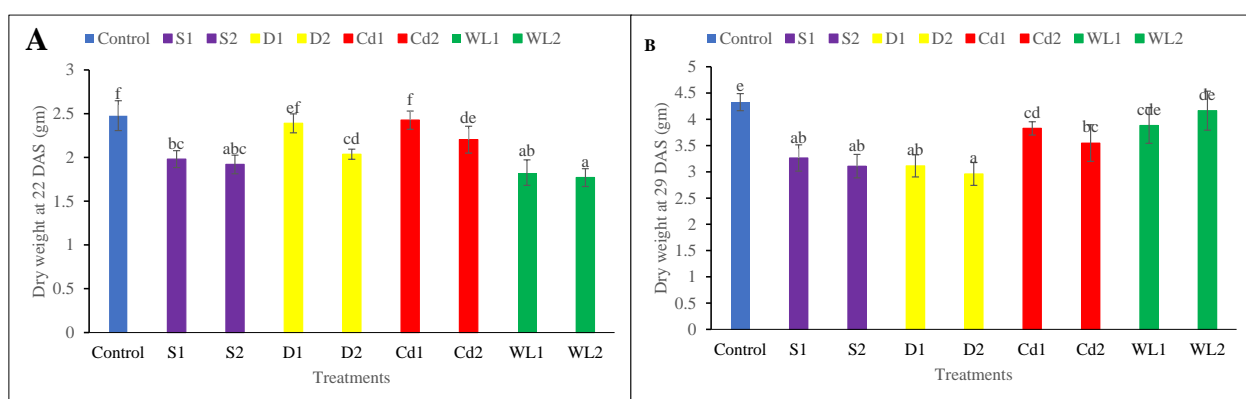 A
Control S1 S2 D1 D2 Cd1 Cd2 WL1 WL2
Dry weight at 22 DAS (gm)
3
2.5
2
1.5
1
0.5
0
f bc abc ef cd f de ab a
Control S1 S2 D1 D2 Cd1 Cd2 WL1 WL2
Treatments
B
Control S1 S2 D1 D2 Cd1 Cd2 WL1 WL2
Dry weight at 29 DAS (gm)
5
4.5
4
3.5
3
2.5
2
1.5
1
0.5
0
e ab ab ab a cd bc cde de
Control S1 S2 D1 D2 Cd1 Cd2 WL1 WL2
Treatments